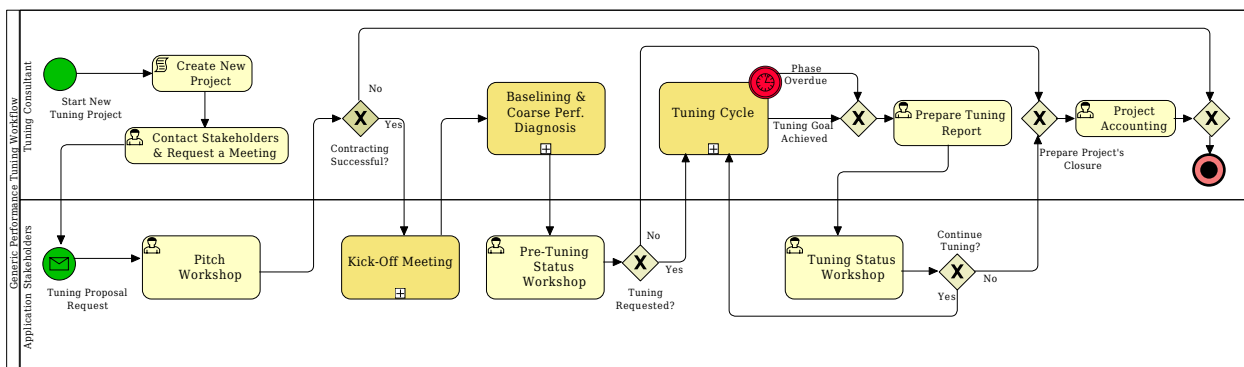 Generic Performance Tuning Workflow
Tuning Consultant
Application Stakeholders
Start New
Tuning Project
Create New
Project
Contact Stakeholders
& Request a Meeting
Tuning Proposal
Request
Pitch
Workshop
No
X
Yes
Contracting
Successful?
Kick-Off Meeting
Baselining &
Coarse Perf.
Diagnosis
Pre-Tuning
Status
Workshop
No
X
Yes
Tuning
Requested?
Tuning Cycle
Phase
Overdue
Tuning Goal
Achieved
X
Prepare Tuning
Report
Tuning Status
Workshop
Continue
Tuning?
X
No
Yes
X
Prepare Project's
Closure
Project
Accounting
X